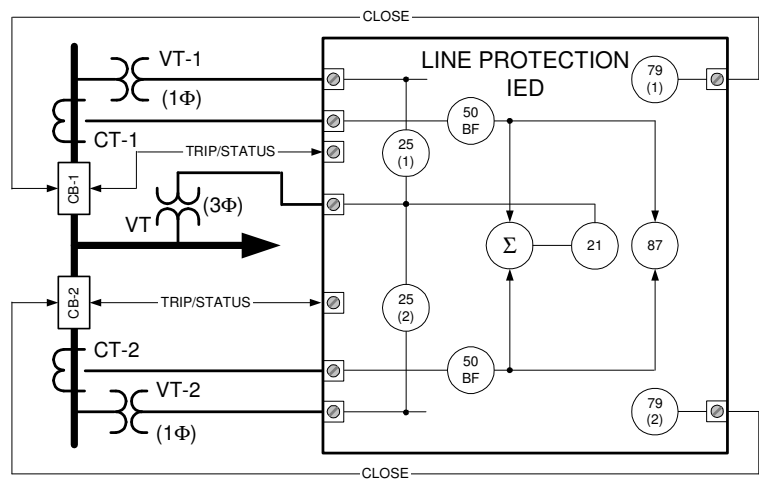 CLOSE
VT-1
(1Φ)
CT-1
TRIP/STATUS
CB-1
VT
(3Φ)
CB-2
TRIP/STATUS
CT-2
VT-2
(1Φ)
CLOSE
LINE PROTECTION
IED
79
(1)
50
BF
25
(1)
Σ
21
87
25
(2)
50
BF
79
(2)